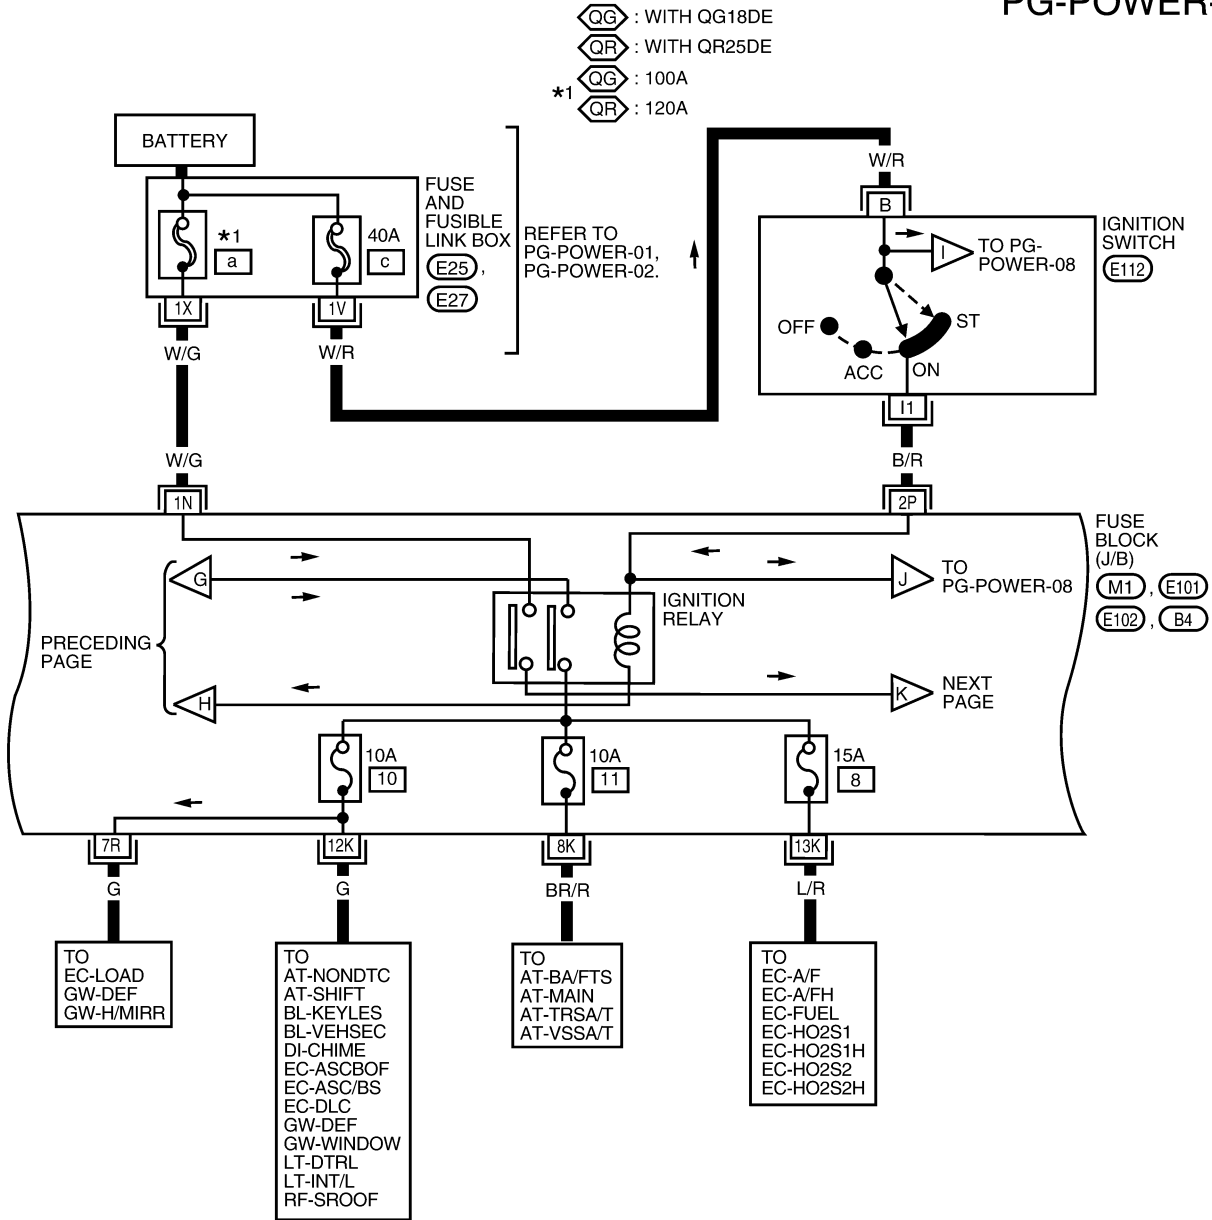 PG-POWER-
QG : WITH QG18DE
QR : WITH QR25DE
*1
QG : 100A
QR : 120A
BATTERY
*1
a
40A
c
FUSE
AND
FUSIBLE
LINK BOX
E25 ,
E27
REFER TO
PG-POWER-01,
PG-POWER-02.
1X
1V
W/G
W/R
W/R
B
IGNITION
SWITCH
E112
I
TO PG-
POWER-08
OFF
ACC
ON
ST
I1
W/G
B/R
1N
2P
FUSE
BLOCK
(J/B)
M1 , E101
E102 , B4
G
J
TO
PG-POWER-08
IGNITION
RELAY
PRECEDING
PAGE
H
K
NEXT
PAGE
10A
10
10A
11
15A
8
7R
12K
8K
13K
G
G
BR/R
L/R
TO
EC-LOAD
GW-DEF
GW-H/MIRR
TO
AT-NONDTC
AT-SHIFT
BL-KEYLES
BL-VEHSEC
DI-CHIME
EC-ASCBOF
EC-ASC/BS
EC-DLC
GW-DEF
GW-WINDOW
LT-DTRL
LT-INT/L
RF-SROOF
TO
AT-BA/FTS
AT-MAIN
AT-TRSA/T
AT-VSSA/T
TO
EC-A/F
EC-A/FH
EC-FUEL
EC-HO2S1
EC-HO2S1H
EC-HO2S2
EC-HO2S2H